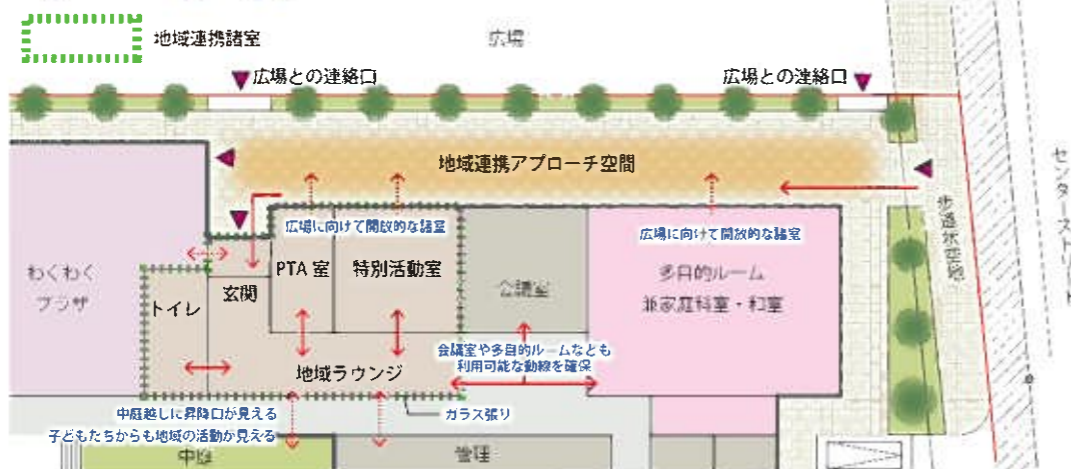 地域連携諸室
広場
広場との連絡口
広場との連絡口
地域連携アプローチ空間
センターストリート
歩道状空地
広場に向けて開放的な諸室
広場に向けて開放的な諸室
わくわく
プラザ
トイレ
玄関
PTA 室
特別活動室
会議室
多目的ルーム
兼家庭科室・和室
会議室や多目的ルームなども
利用可能な動線を確保
地域ラウンジ
ガラス張り
中庭越しに昇降口が見える
子どもたちからも地域の活動が見える
中庭
管理